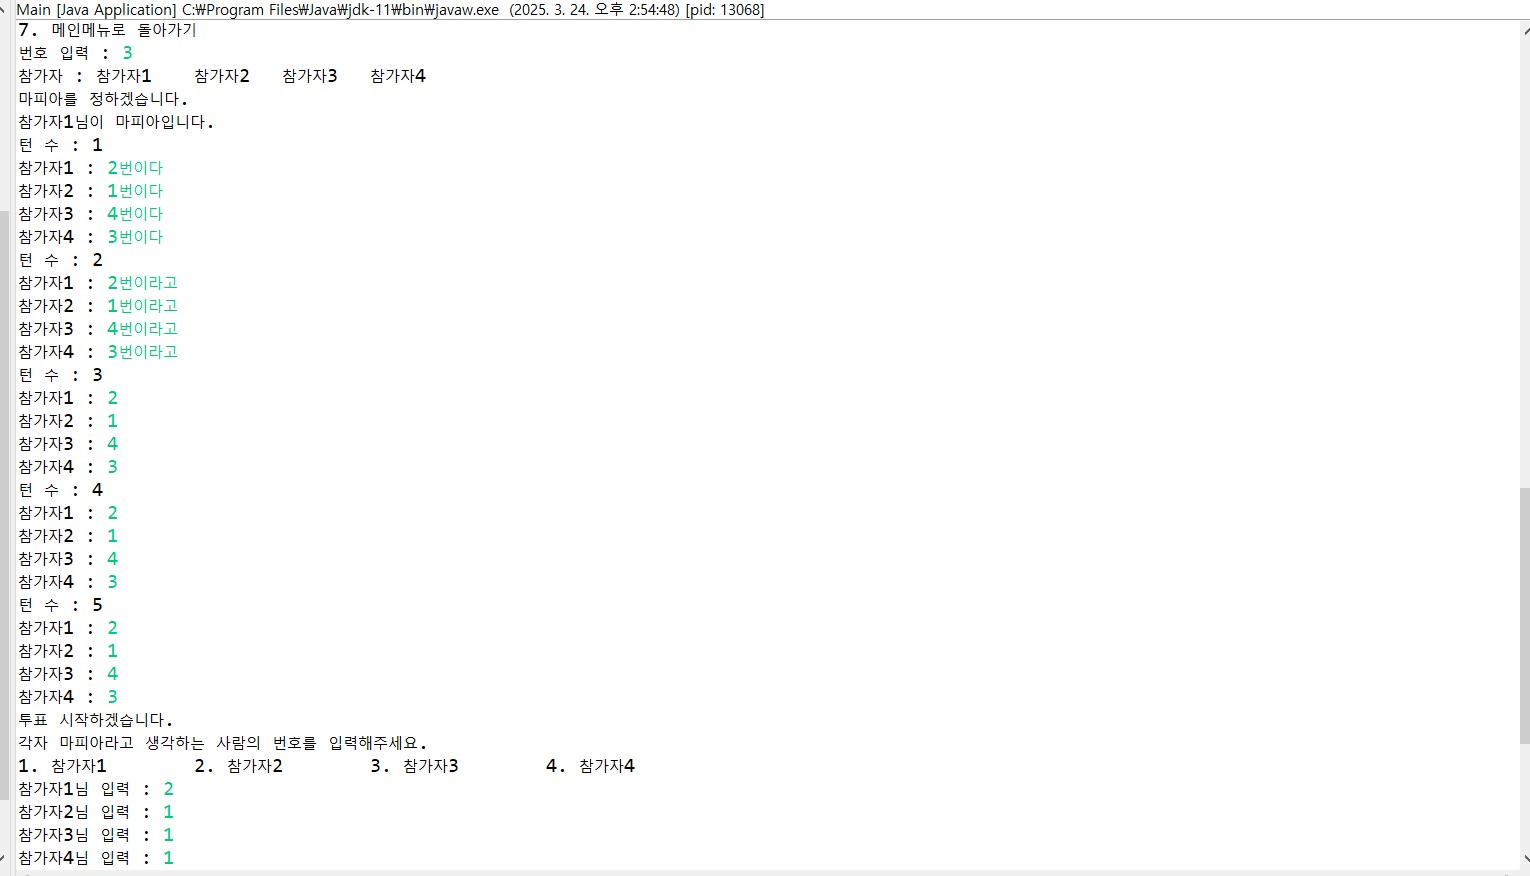 Main [Java Application] C:₩Program Files₩Java₩jdk-11₩bin₩javaw.exe (2025. 3. 24. 오후 2:54:48) [pid: 13068]
7. 메인메뉴로 돌아가기
번호 입력 : 3
참가자 : 참가자1 참가자2 참가자3 참가자4
마피아를 정하겠습니다.
참가자1님이 마피아입니다.
턴 수 : 1
참가자1 : 2번이다
참가자2 : 1번이다
참가자3 : 4번이다
참가자4 : 3번이다
턴 수 : 2
참가자1 : 2번이라고
참가자2 : 1번이라고
참가자3 : 4번이라고
참가자4 : 3번이라고
턴 수 : 3
참가자1 : 2
참가자2 : 1
참가자3 : 4
참가자4 : 3
턴 수 : 4
참가자1 : 2
참가자2 : 1
참가자3 : 4
참가자4 : 3
턴 수 : 5
참가자1 : 2
참가자2 : 1
참가자3 : 4
참가자4 : 3
투표 시작하겠습니다.
각자 마피아라고 생각하는 사람의 번호를 입력해주세요.
1. 참가자1 2. 참가자2 3. 참가자3 4. 참가자4
참가자1님 입력 : 2
참가자2님 입력 : 1
참가자3님 입력 : 1
참가자4님 입력 : 1